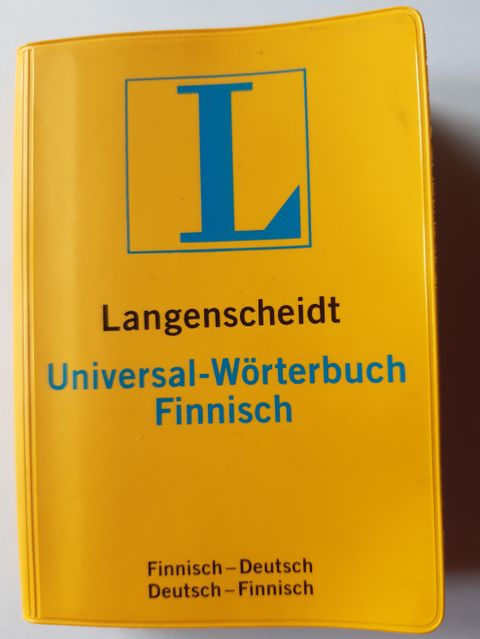 L
Langenscheidt
Universal-Wörterbuch
Finnisch
Finnisch – Deutsch
Deutsch – Finnisch